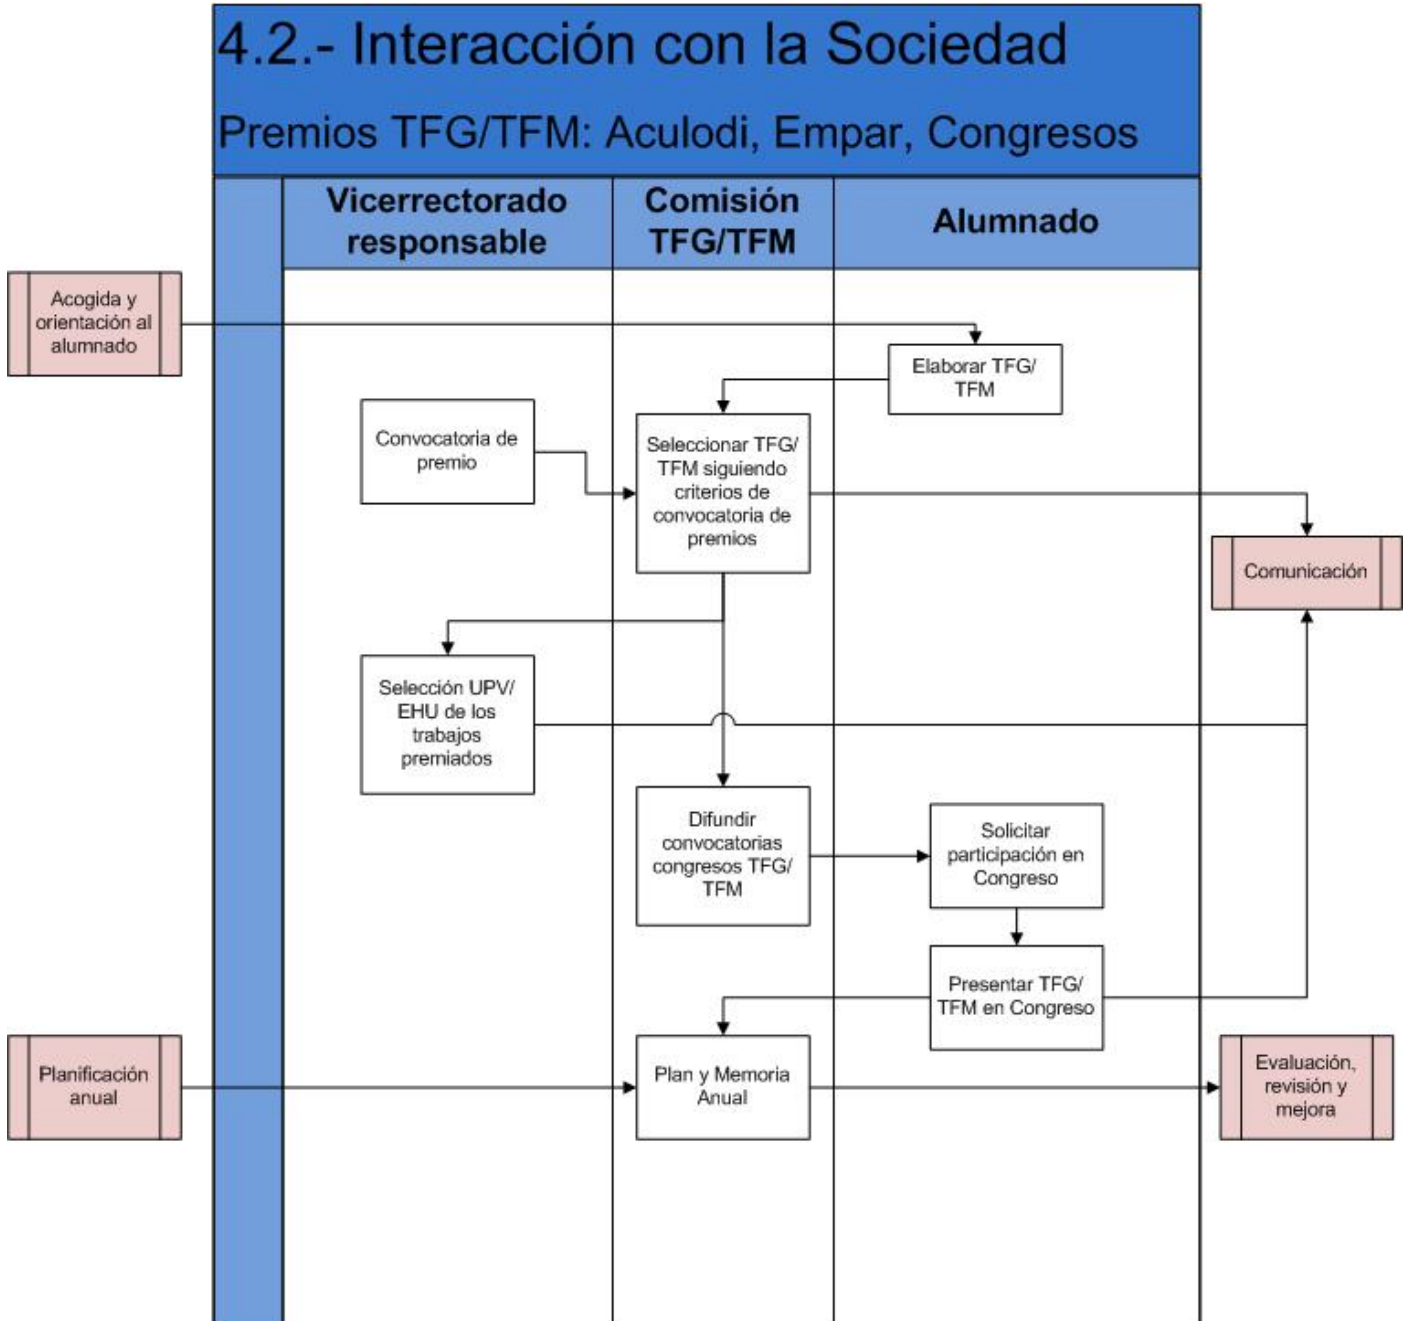 4.2.- Interacción con la Sociedad
Premios TFG/TFM: Aculodi, Empar, Congresos
Vicerrectorado
responsable
Comisión
TFG/TFM
Alumnado
Acogida y
orientación al
alumnado
Elaborar TFG/
TFM
Convocatoria de
premio
Seleccionar TFG/
TFM siguiendo
criterios de
convocatoria de
premios
Comunicación
Selección UPV/
EHU de los
trabajos
premiados
Difundir
convocatorias
congresos TFG/
TFM
Solicitar
participación en
Congreso
Presentar TFG/
TFM en Congreso
Planificación
anual
Plan y Memoria
Anual
Evaluación,
revisión y
mejora